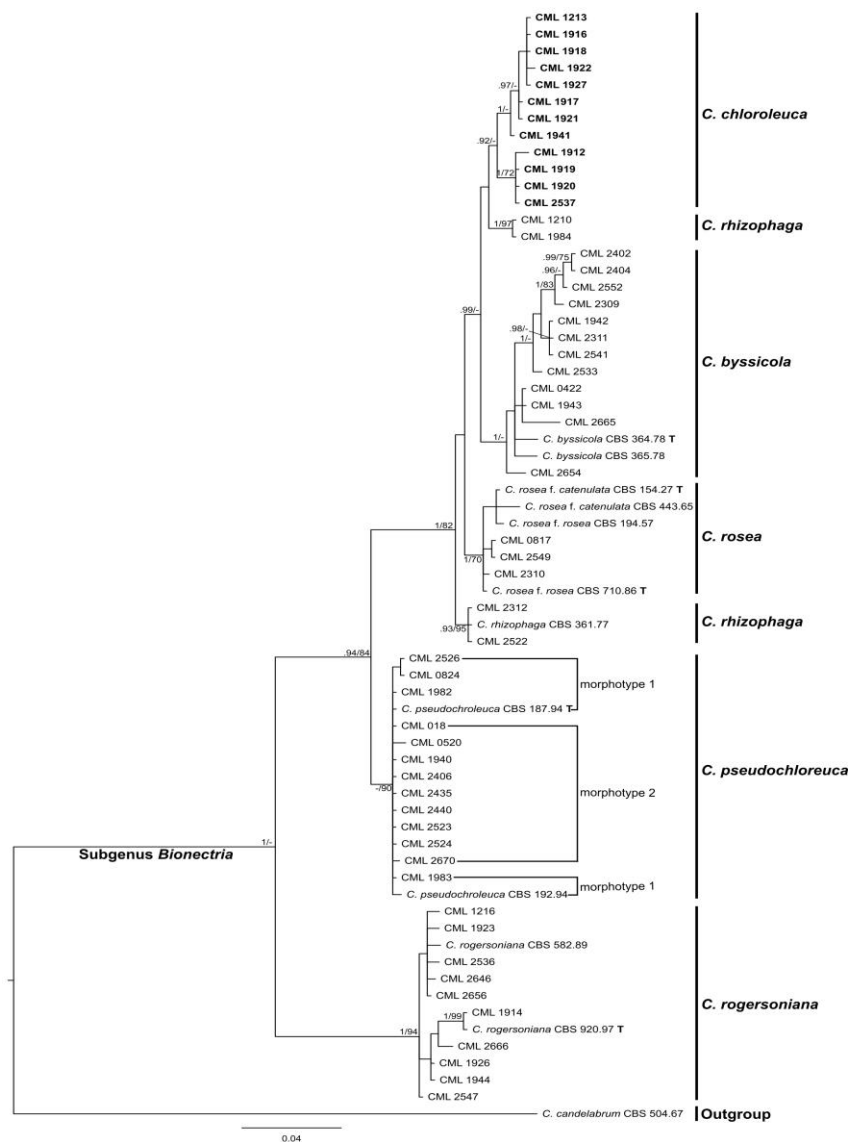 CML 1213
CML 1916
CML 1918
CML 1922
CML 1927
.97/-
CML 1917
CML 1921
C. chloroleuca
1/-
CML 1941
.92/-
CML 1912
1/72
CML 1919
CML 1920
CML 2537
CML 1210
C. rhizophaga
1/97
CML 1984
CML 2402
.99/75
CML 2404
.96/-
CML 2552
1/83
CML 2309
.99/-
CML 1942
.98/-
CML 2311
1/-
CML 2541
C. byssicola
CML 2533
CML 0422
CML 1943
CML 2665
1/-
C. byssicola CBS 364.78 T
C. byssicola CBS 365.78
CML 2654
C. rosea f. catenulata CBS 154.27 T
C. rosea f. catenulata CBS 443.65
C. rosea f. rosea CBS 194.57
1/82
C. rosea
CML 0817
1/70
CML 2549
CML 2310
C. rosea f. rosea CBS 710.86 T
CML 2312
.93/95
C. rhizophaga CBS 361.77
C. rhizophaga
CML 2522
.94/84
CML 2526
CML 0824
morphotype 1
CML 1982
C. pseudochroleuca CBS 187.94 T
CML 018
CML 0520
CML 1940
CML 2406
C. pseudochloreuca
-/90
CML 2435
morphotype 2
CML 2440
CML 2523
CML 2524
1/-
Subgenus Bionectria
CML 2670
CML 1983
morphotype 1
C. pseudochroleuca CBS 192.94
CML 1216
CML 1923
C. rogersoniana CBS 582.89
CML 2536
CML 2646
CML 2656
C. rogersoniana
1/99
CML 1914
1/94
C. rogersoniana CBS 920.97 T
CML 2666
CML 1926
CML 1944
CML 2547
C. candelabrum CBS 504.67
Outgroup
0.04